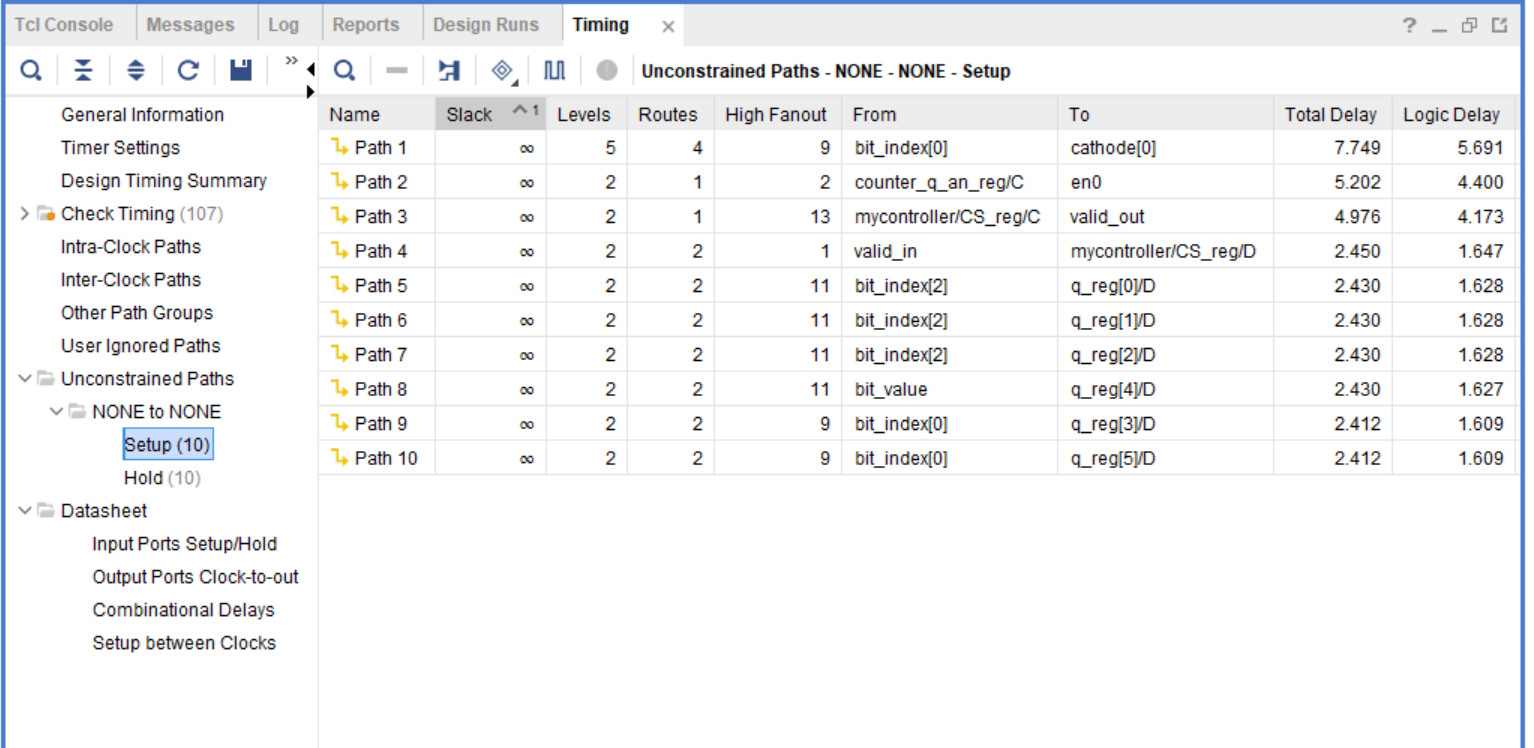 Tcl Console Messages Log Reports Design Runs Timing × ?
» Unconstrained Paths - NONE - NONE - Setup
General Information
Timer Settings
Design Timing Summary
Check Timing (107)
Intra-Clock Paths
Inter-Clock Paths
Other Path Groups
User Ignored Paths
Unconstrained Paths
NONE to NONE
Setup (10)
Hold (10)
Datasheet
Input Ports Setup/Hold
Output Ports Clock-to-out
Combinational Delays
Setup between Clocks
Name Slack ^1 Levels Routes High Fanout From To Total Delay Logic Delay
Path 1 ∞ 5 4 9 bit_index[0] cathode[0] 7.749 5.691
Path 2 ∞ 2 1 2 counter_q_an_reg/C en0 5.202 4.400
Path 3 ∞ 2 1 13 mycontroller/CS_reg/C valid_out 4.976 4.173
Path 4 ∞ 2 2 1 valid_in mycontroller/CS_reg/D 2.450 1.647
Path 5 ∞ 2 2 11 bit_index[2] q_reg[0]/D 2.430 1.628
Path 6 ∞ 2 2 11 bit_index[2] q_reg[1]/D 2.430 1.628
Path 7 ∞ 2 2 11 bit_index[2] q_reg[2]/D 2.430 1.628
Path 8 ∞ 2 2 11 bit_value q_reg[4]/D 2.430 1.627
Path 9 ∞ 2 2 9 bit_index[0] q_reg[3]/D 2.412 1.609
Path 10 ∞ 2 2 9 bit_index[0] q_reg[5]/D 2.412 1.609